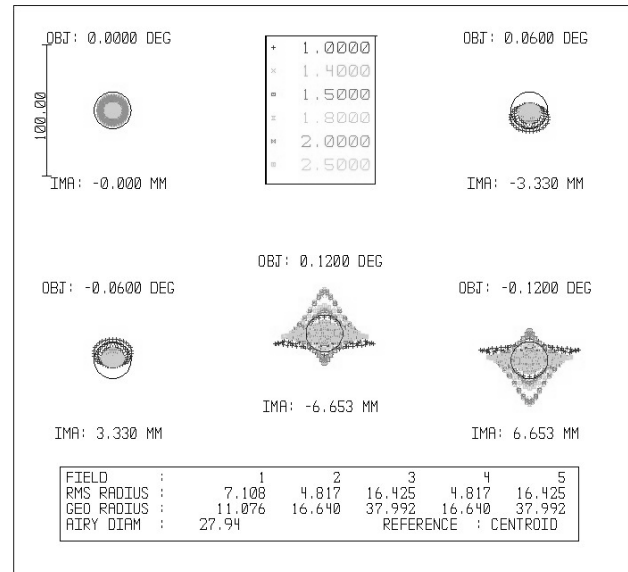 OBJ: 0.0000 DEG
OBJ: 0.0600 DEG
+ 1.0000
× 1.4000
1.5000
1.8000
2.0000
2.5000
100.00
IMA: -0.000 MM
IMA: -3.330 MM
OBJ: -0.0600 DEG
OBJ: 0.1200 DEG
OBJ: -0.1200 DEG
IMA: 3.330 MM
IMA: -6.653 MM
IMA: 6.653 MM
FIELD : 1 2 3 4 5
RMS RADIUS : 7.108 4.817 16.425 4.817 16.425
GEO RADIUS : 11.076 16.640 37.992 16.640 37.992
AIRY DIAM : 27.94 REFERENCE : CENTROID